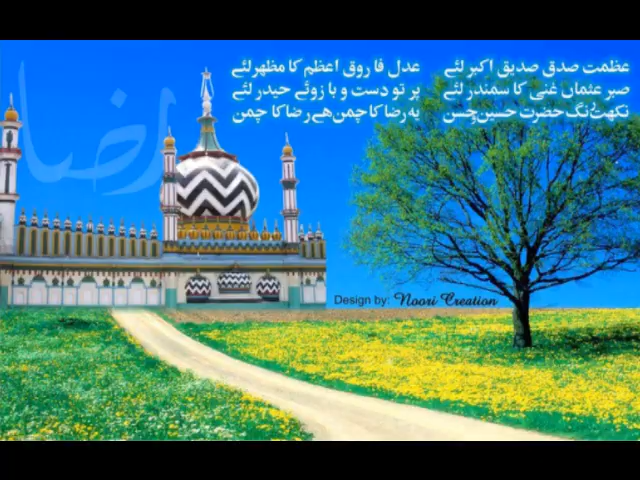 عظمت صدق صدیق اکبر لئے عدل فاروق اعظم کا مظہر لئے
صبر عثمان غنی کا سمندر لئے پر تو دست و بازوئے حیدر لئے
نکہت و رنگ حضرت حسین و حسن یہ رضا کا چمن ھے رضا کا چمن
رضا
Design by: Noori Creation